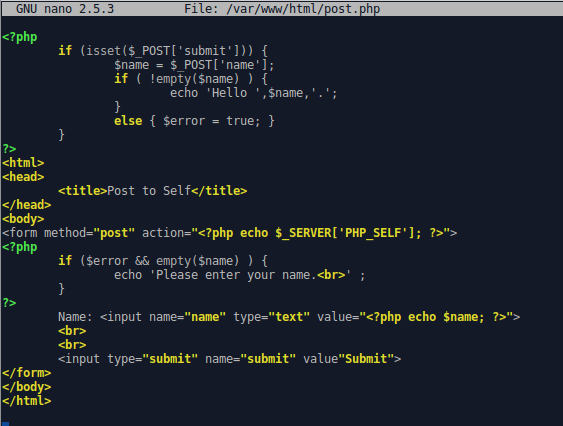 GNU nano 2.5.3 File: /var/www/html/post.php
<?php
if (isset($_POST['submit'])) {
$name = $_POST['name'];
if ( !empty($name) ) {
echo 'Hello ',$name,'.';
}
else { $error = true; }
}
?>
<html>
<head>
<title>Post to Self</title>
</head>
<body>
<form method="post" action="<?php echo $_SERVER['PHP_SELF']; ?>">
<?php
if ($error && empty($name) ) {
echo 'Please enter your name.<br>' ;
}
?>
Name: <input name="name" type="text" value="<?php echo $name; ?>">
<br>
<br>
<input type="submit" name="submit" value"Submit">
</form>
</body>
</html>